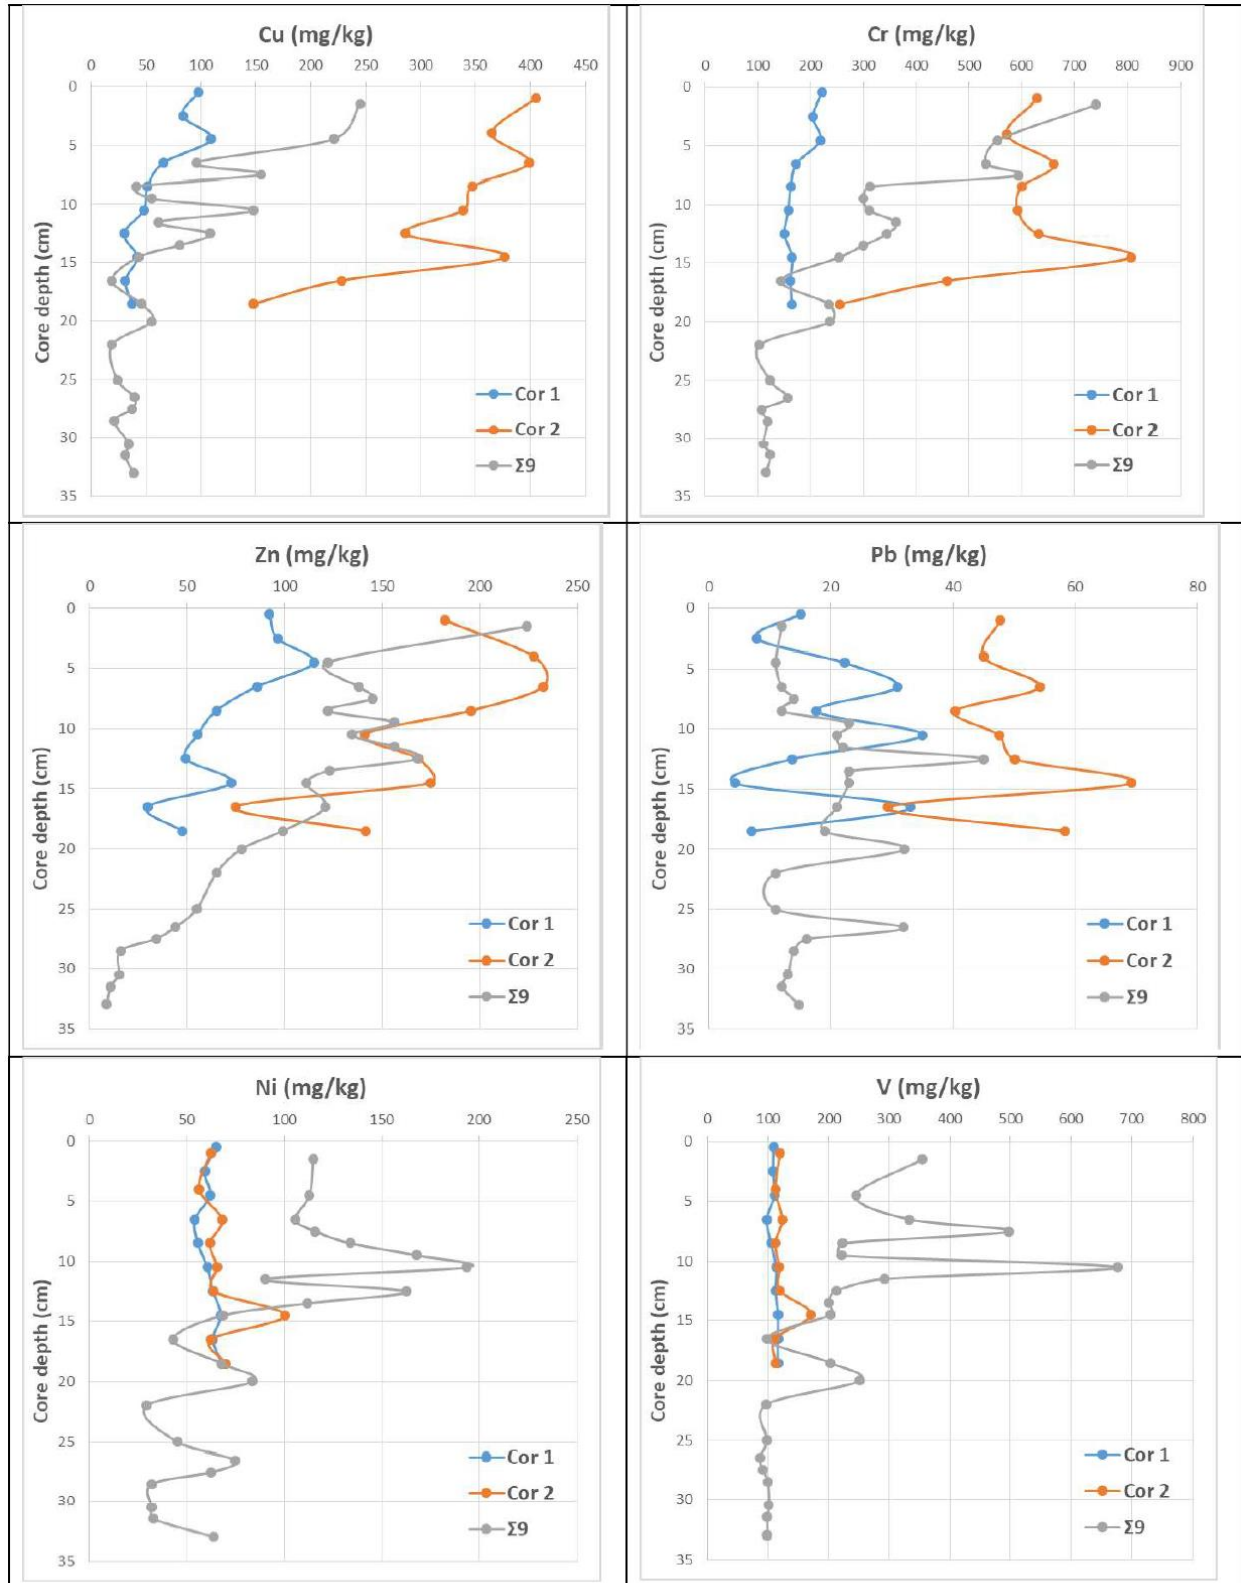 Cu (mg/kg)
0 50 100 150 200 250 300 350 400 450
0
5
10
15
20
25
30
35
Core depth (cm)
Cor 1
Cor 2
Σ9
Cr (mg/kg)
0 100 200 300 400 500 600 700 800 900
0
5
10
15
20
25
30
35
Core depth (cm)
Cor 1
Cor 2
Σ9
Zn (mg/kg)
0 50 100 150 200 250
0
5
10
15
20
25
30
35
Core depth (cm)
Cor 1
Cor 2
Σ9
Pb (mg/kg)
0 20 40 60 80
0
5
10
15
20
25
30
35
Core depth (cm)
Cor 1
Cor 2
Σ9
Ni (mg/kg)
0 50 100 150 200 250
0
5
10
15
20
25
30
35
Core depth (cm)
Cor 1
Cor 2
Σ9
V (mg/kg)
0 100 200 300 400 500 600 700 800
0
5
10
15
20
25
30
35
Core depth (cm)
Cor 1
Cor 2
Σ9